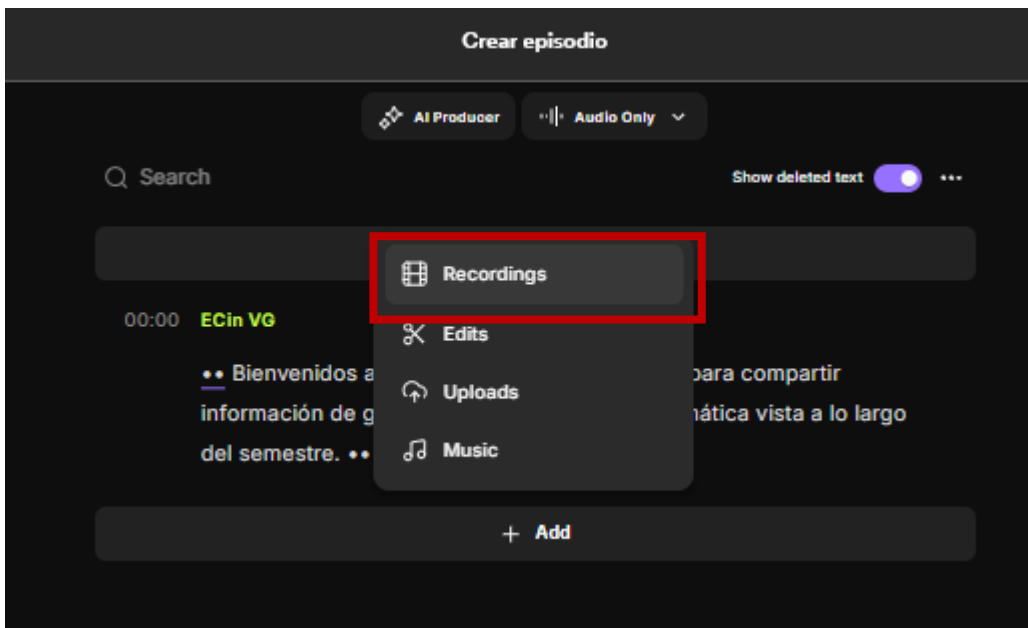 Crear episodio
AI Producer Audio Only
Search Show deleted text
Recordings
00:00 ECin VG
Edits
•• Bienvenidos a para compartir
Uploads
información de g mática vista a lo largo
Music
del semestre. ••
+ Add